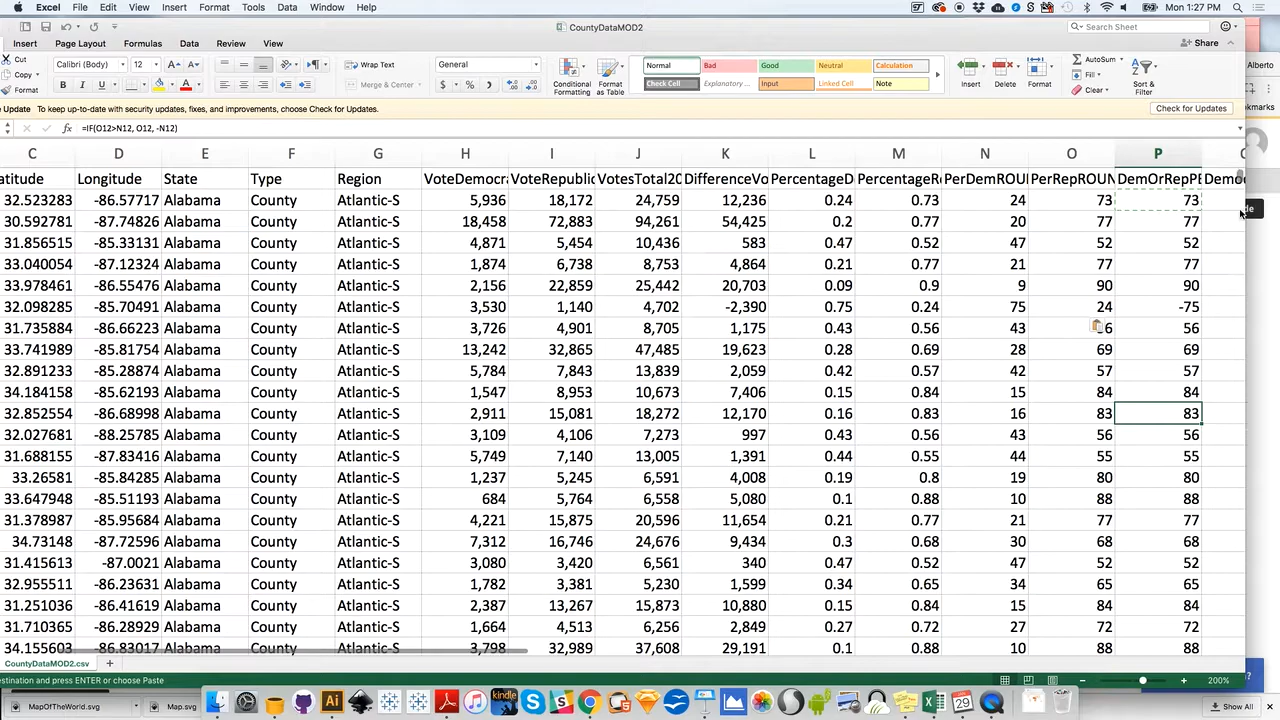 Excel File Edit View Insert Format Tools Data Window Help Mon 1:27 PM
CountyDataMOD2 Search Sheet
Insert Page Layout Formulas Data Review View Share Alberto
Cut Calibri (Body) 12 Wrap Text General Normal Bad Good Neutral Calculation AutoSum
Copy Fill
Format B I U Merge & Center $ % Conditional Formatting Format as Table Check Cell Explanatory... Input Linked Cell Note Insert Delete Format Clear Sort & Filter
Update To keep up-to-date with security updates, fixes, and improvements, choose Check for Updates. Check for Updates
fx =IF(O12>N12, O12, -N12)
C D E F G H I J K L M N O P
atitude Longitude State Type Region VoteDemocra VoteRepublic VotesTotal20 DifferenceVo PercentageD PercentageRe PerDemROUI PerRepROUN DemOrRepPE Democ
32.523283 -86.57717 Alabama County Atlantic-S 5,936 18,172 24,759 12,236 0.24 0.73 24 73 73
30.592781 -87.74826 Alabama County Atlantic-S 18,458 72,883 94,261 54,425 0.2 0.77 20 77 77
31.856515 -85.33131 Alabama County Atlantic-S 4,871 5,454 10,436 583 0.47 0.52 47 52 52
33.040054 -87.12324 Alabama County Atlantic-S 1,874 6,738 8,753 4,864 0.21 0.77 21 77 77
33.978461 -86.55476 Alabama County Atlantic-S 2,156 22,859 25,442 20,703 0.09 0.9 9 90 90
32.098285 -85.70491 Alabama County Atlantic-S 3,530 1,140 4,702 -2,390 0.75 0.24 75 24 -75
31.735884 -86.66223 Alabama County Atlantic-S 3,726 4,901 8,705 1,175 0.43 0.56 43 6 56
33.741989 -85.81754 Alabama County Atlantic-S 13,242 32,865 47,485 19,623 0.28 0.69 28 69 69
32.891233 -85.28874 Alabama County Atlantic-S 5,784 7,843 13,839 2,059 0.42 0.57 42 57 57
34.184158 -85.62193 Alabama County Atlantic-S 1,547 8,953 10,673 7,406 0.15 0.84 15 84 84
32.852554 -86.68998 Alabama County Atlantic-S 2,911 15,081 18,272 12,170 0.16 0.83 16 83 83
32.027681 -88.25785 Alabama County Atlantic-S 3,109 4,106 7,273 997 0.43 0.56 43 56 56
31.688155 -87.83416 Alabama County Atlantic-S 5,749 7,140 13,005 1,391 0.44 0.55 44 55 55
33.26581 -85.84285 Alabama County Atlantic-S 1,237 5,245 6,591 4,008 0.19 0.8 19 80 80
33.647948 -85.51193 Alabama County Atlantic-S 684 5,764 6,558 5,080 0.1 0.88 10 88 88
31.378987 -85.95684 Alabama County Atlantic-S 4,221 15,875 20,596 11,654 0.21 0.77 21 77 77
34.73148 -87.72596 Alabama County Atlantic-S 7,312 16,746 24,676 9,434 0.3 0.68 30 68 68
31.415613 -87.0021 Alabama County Atlantic-S 3,080 3,420 6,561 340 0.47 0.52 47 52 52
32.955511 -86.23631 Alabama County Atlantic-S 1,782 3,381 5,230 1,599 0.34 0.65 34 65 65
31.251036 -86.41619 Alabama County Atlantic-S 2,387 13,267 15,873 10,880 0.15 0.84 15 84 84
31.710365 -86.28929 Alabama County Atlantic-S 1,664 4,513 6,256 2,849 0.27 0.72 27 72 72
34.155603 -86.83017 Alabama County Atlantic-S 3,798 32,989 37,608 29,191 0.1 0.88 10 88 88
CountyDataMOD2.csv +
estination and press ENTER or choose Paste 200%
kindle 29
MapOfTheWorld.svg Map.svg Show All